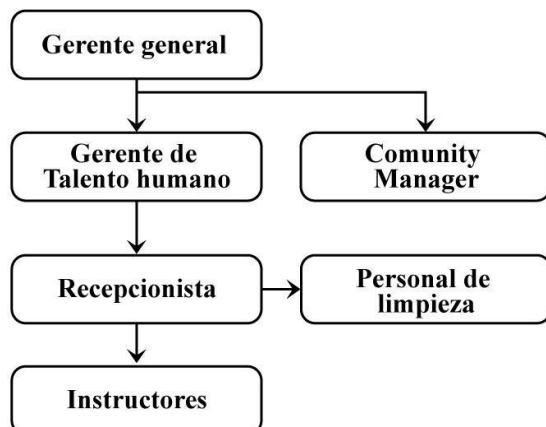 Gerente general
Gerente de
Talento humano
Comunity
Manager
Recepcionista
Personal de
limpieza
Instructores